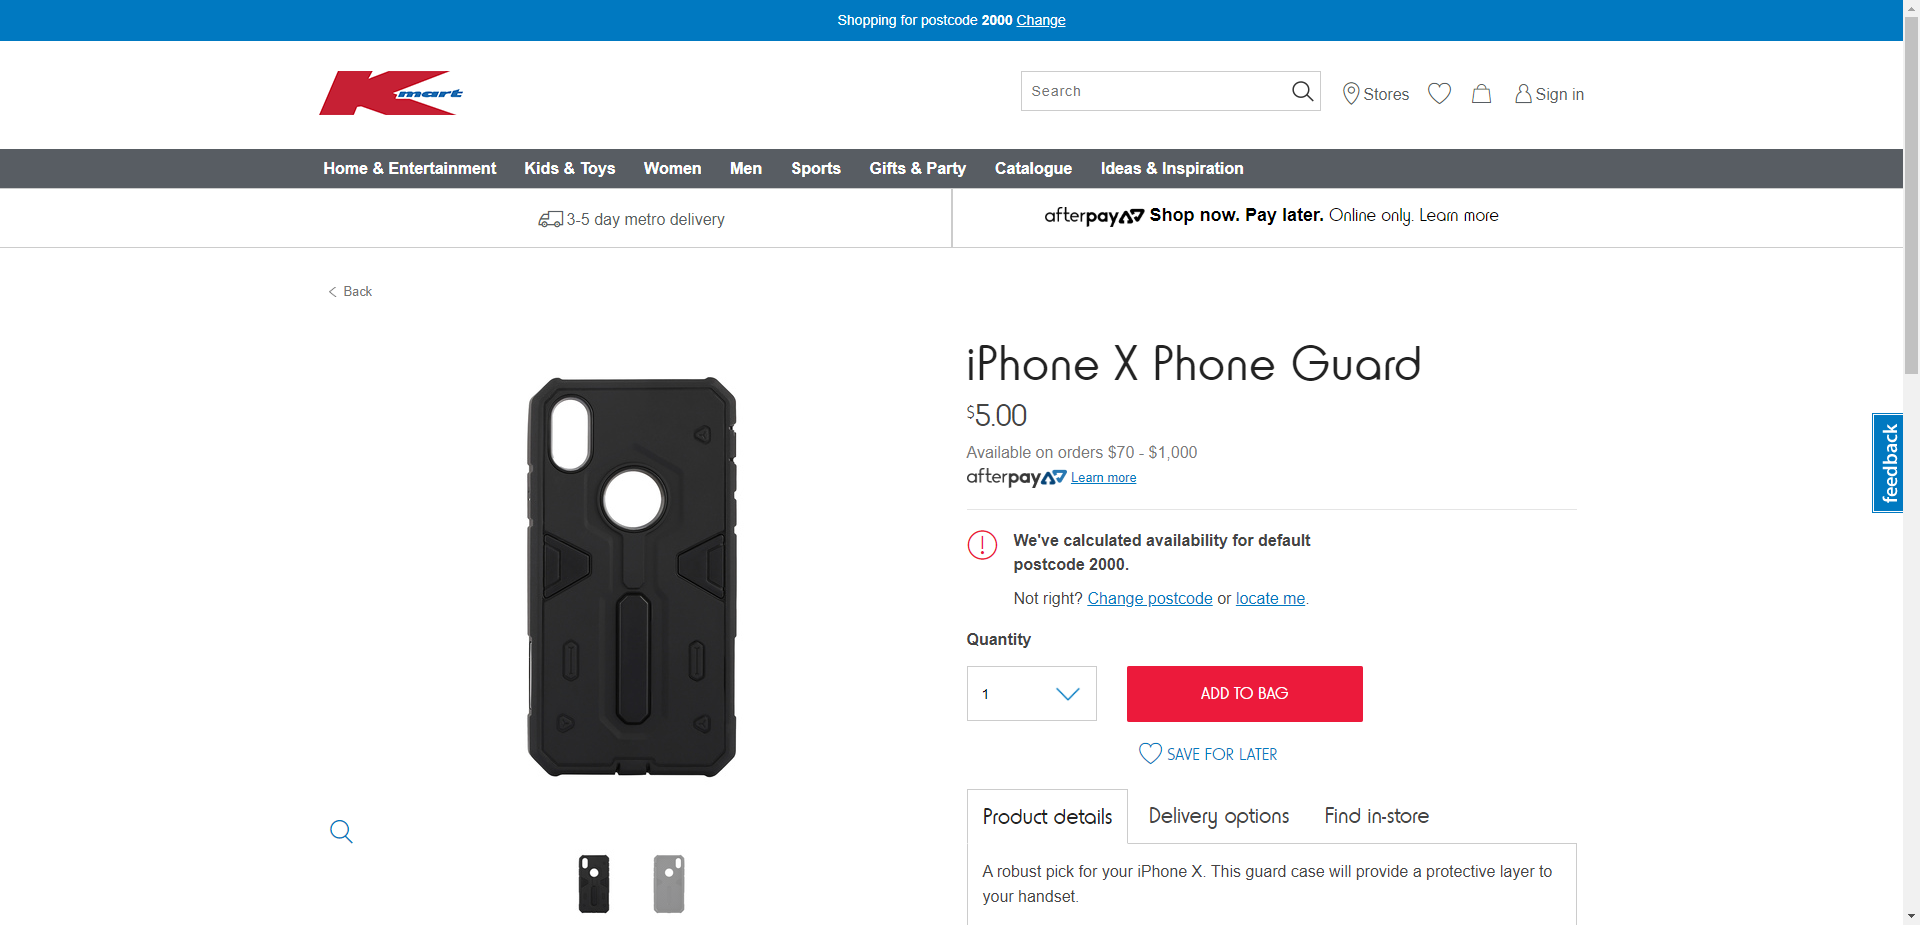 Shopping for postcode 2000 Change
Kmart
Search
Stores
Sign in
Home & Entertainment Kids & Toys Women Men Sports Gifts & Party Catalogue Ideas & Inspiration
3-5 day metro delivery
afterpay Shop now. Pay later. Online only. Learn more
Back
iPhone X Phone Guard
$5.00
Available on orders $70 - $1,000
afterpay Learn more
We've calculated availability for default
postcode 2000.
Not right? Change postcode or locate me.
Quantity
1
ADD TO BAG
SAVE FOR LATER
Product details Delivery options Find in-store
A robust pick for your iPhone X. This guard case will provide a protective layer to
your handset.
feedback